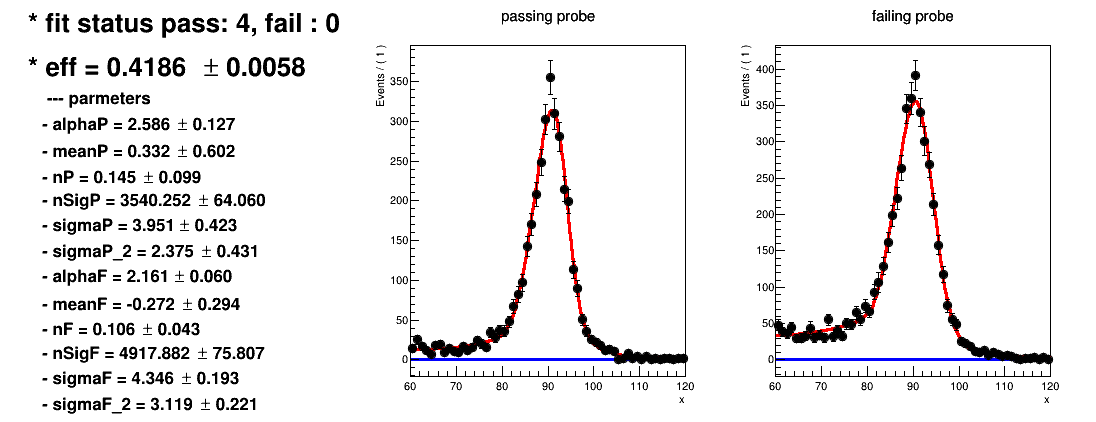 * fit status pass: 4, fail : 0
* eff = 0.4186 ± 0.0058
--- parmeters
- alphaP = 2.586 ± 0.127
- meanP = 0.332 ± 0.602
- nP = 0.145 ± 0.099
- nSigP = 3540.252 ± 64.060
- sigmaP = 3.951 ± 0.423
- sigmaP_2 = 2.375 ± 0.431
- alphaF = 2.161 ± 0.060
- meanF = -0.272 ± 0.294
- nF = 0.106 ± 0.043
- nSigF = 4917.882 ± 75.807
- sigmaF = 4.346 ± 0.193
- sigmaF_2 = 3.119 ± 0.221
passing probe
Events / ( 1 )
350
300
250
200
150
100
50
0
60 70 80 90 100 110 120
x
failing probe
Events / ( 1 )
400
350
300
250
200
150
100
50
0
60 70 80 90 100 110 120
x